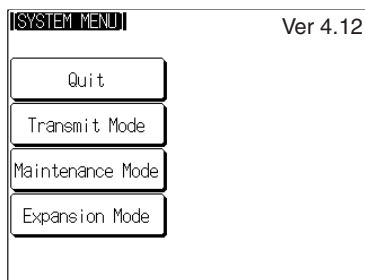 [SYSTEM MENU]
Ver 4.12
Quit
Transmit Mode
Maintenance Mode
Expansion Mode